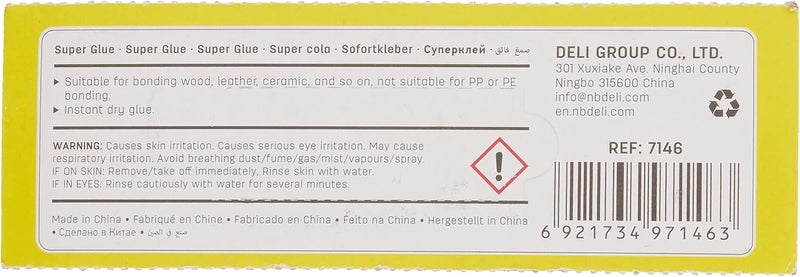 Super Glue · Super Glue · Super Glue · Super cola · Sofortkleber · Суперклей · صمغ فائق
▸ Suitable for bonding wood, leather, ceramic, and so on, not suitable for PP or PE
bonding.
▸ Instant dry glue.
WARNING: Causes skin irritation. Causes serious eye irritation. May cause
respiratory irritation. Avoid breathing dust/fume/gas/mist/vapours/spray.
IF ON SKIN: Remove/take off immediately, Rinse skin with water.
IF IN EYES: Rinse cautiously with water for several minutes.
Made in China • Fabriqué en Chine • Fabricado en China • Feito na China • Hergestellt in China
• Сделано в Китае • صنع في الصين
DELI GROUP CO., LTD.
301 Xuxiake Ave. Ninghai County
Ningbo 315600 China
info@nbdeli.com
en.nbdeli.com
REF: 7146
6 921734 971463